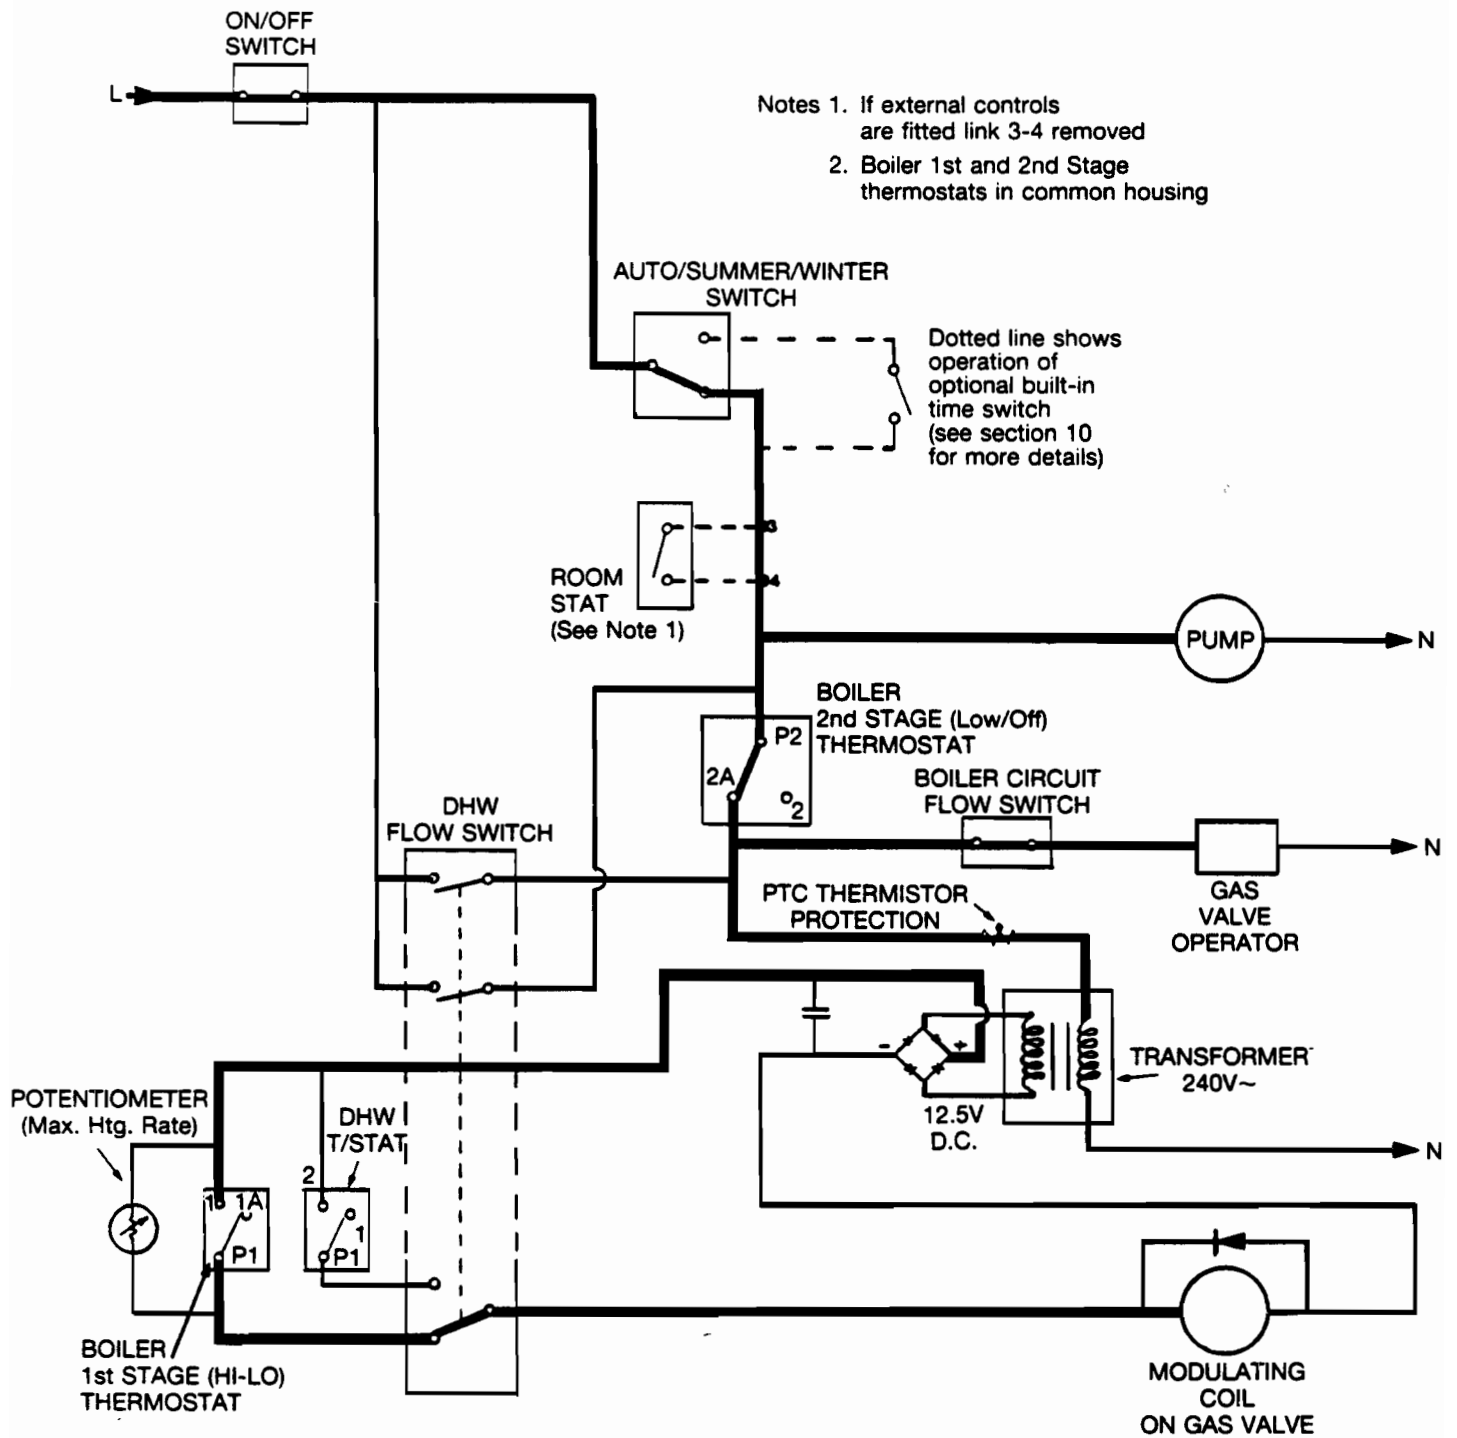 ON/OFF
SWITCH
L
Notes 1. If external controls
are fitted link 3-4 removed
2. Boiler 1st and 2nd Stage
thermostats in common housing
AUTO/SUMMER/WINTER
SWITCH
Dotted line shows
operation of
optional built-in
time switch
(see section 10
for more details)
3
4
ROOM
STAT
(See Note 1)
PUMP
N
BOILER
2nd STAGE (Low/Off)
THERMOSTAT
P2
2A
2
BOILER CIRCUIT
FLOW SWITCH
DHW
FLOW SWITCH
N
GAS
VALVE
OPERATOR
PTC THERMISTOR
PROTECTION
-
+
TRANSFORMER
240V~
12.5V
D.C.
N
POTENTIOMETER
(Max. Htg. Rate)
DHW
T/STAT
2
1
1A
P1
1
P1
BOILER
1st STAGE (HI-LO)
THERMOSTAT
MODULATING
COIL
ON GAS VALVE